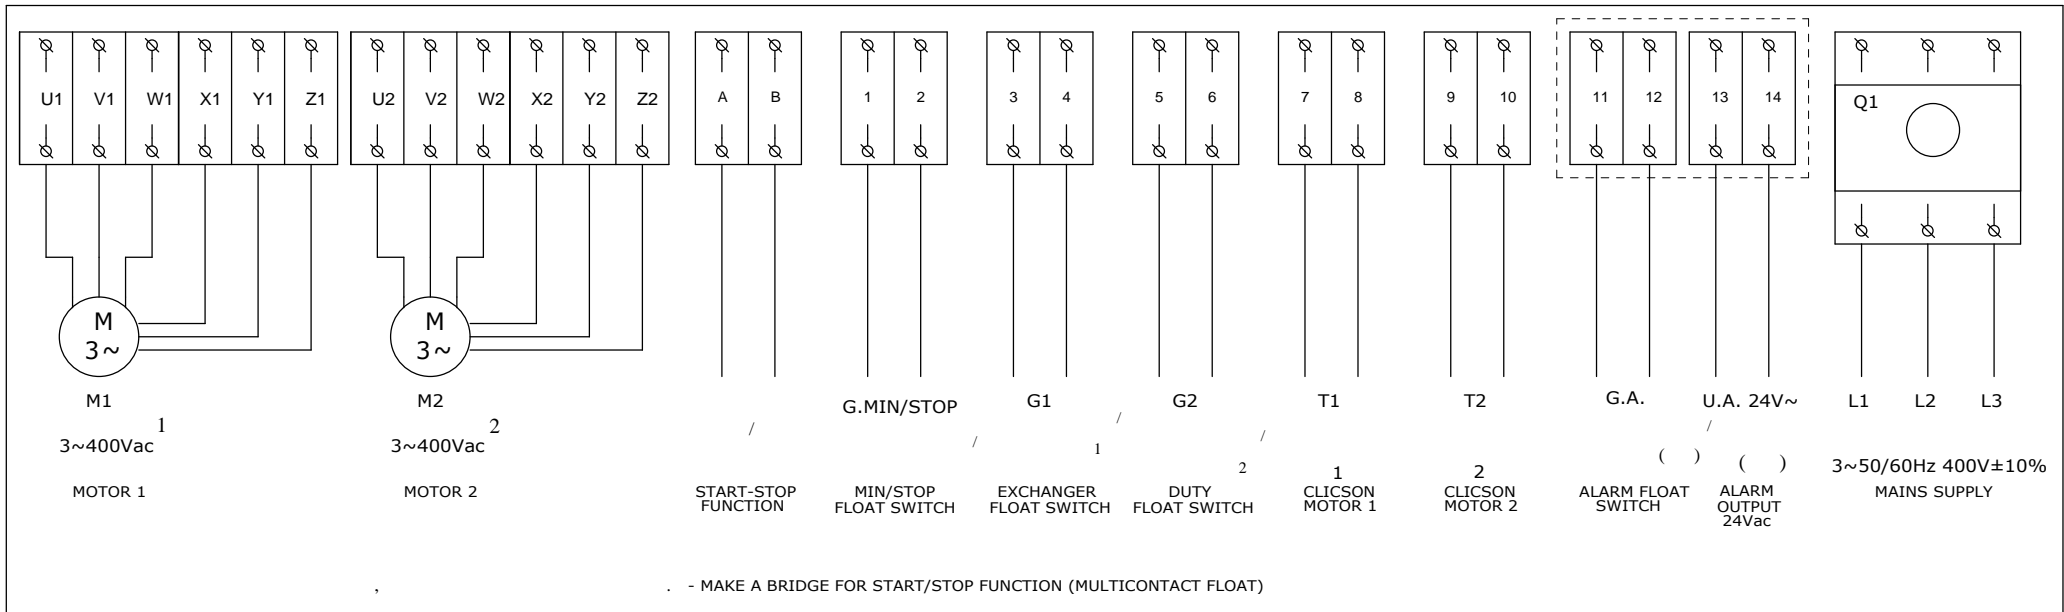 U1 V1 W1 X1 Y1 Z1 U2 V2 W2 X2 Y2 Z2 A B 1 2 3 4 5 6 7 8 9 10 11 12 13 14 Q1
M
3~
M
3~
M1 M2 G.MIN/STOP G1 G2 T1 T2 G.A. U.A. 24V~ L1 L2 L3
1 2 / / / / /
3~400Vac 3~400Vac 1
2 ( ) ( )
1 2 3~50/60Hz 400V±10%
MOTOR 1
MOTOR 2
START-STOP
FUNCTION
MIN/STOP
FLOAT SWITCH
EXCHANGER
FLOAT SWITCH
DUTY
FLOAT SWITCH
CLICSON
MOTOR 1
CLICSON
MOTOR 2
ALARM FLOAT
SWITCH
ALARM
OUTPUT
24Vac
MAINS SUPPLY
, . - MAKE A BRIDGE FOR START/STOP FUNCTION (MULTICONTACT FLOAT)